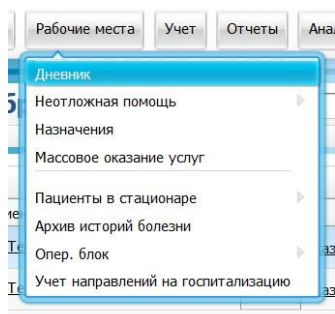 Рабочие места Учет Отчеты
Дневник
Неотложная помощь
Назначения
Массовое оказание услуг
Пациенты в стационаре
Архив историй болезни
Опер. блок
Учет направлений на госпитализацию